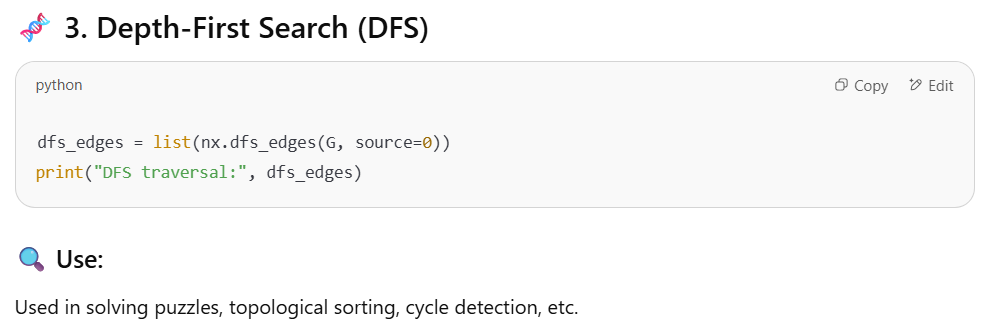 🧬 3. Depth-First Search (DFS)
python
Copy Edit
dfs_edges = list(nx.dfs_edges(G, source=0))
print("DFS traversal:", dfs_edges)
🔍 Use:
Used in solving puzzles, topological sorting, cycle detection, etc.